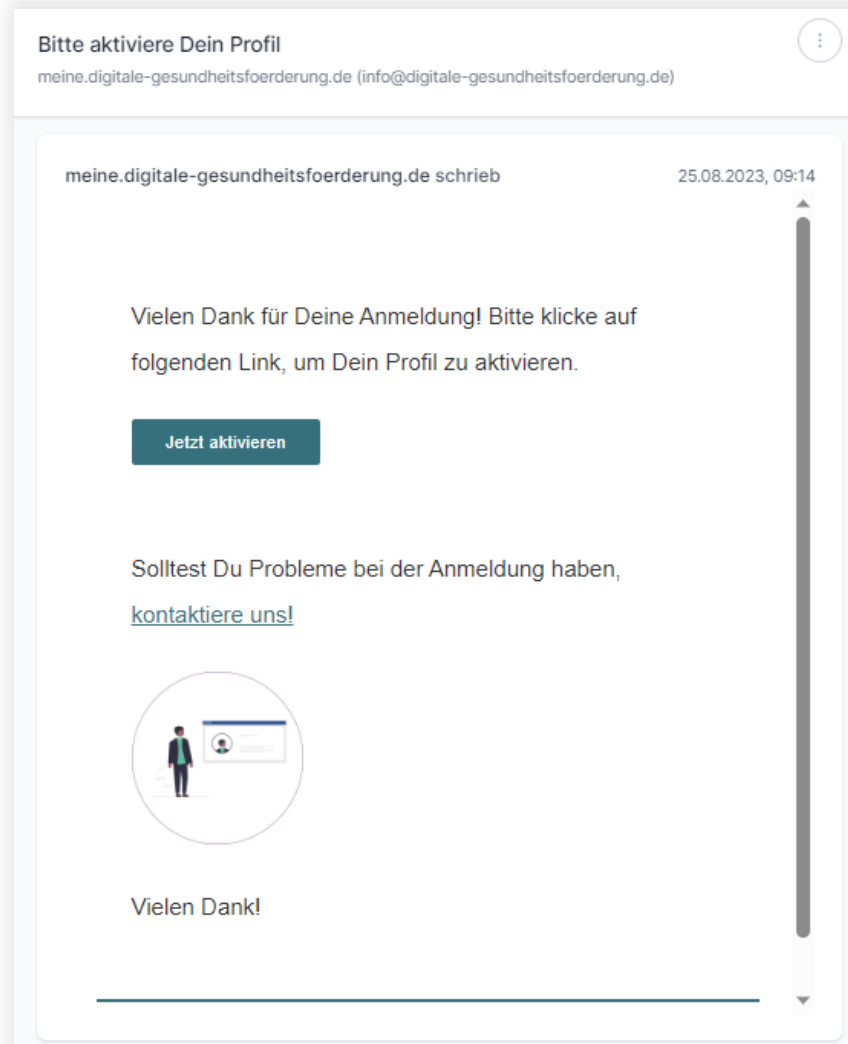 Bitte aktiviere Dein Profil
meine.digitale-gesundheitsfoerderung.de (info@digitale-gesundheitsfoerderung.de)
meine.digitale-gesundheitsfoerderung.de schrieb 25.08.2023, 09:14
Vielen Dank für Deine Anmeldung! Bitte klicke auf
folgenden Link, um Dein Profil zu aktivieren.
Jetzt aktivieren
Solltest Du Probleme bei der Anmeldung haben,
kontaktiere uns!
Vielen Dank!